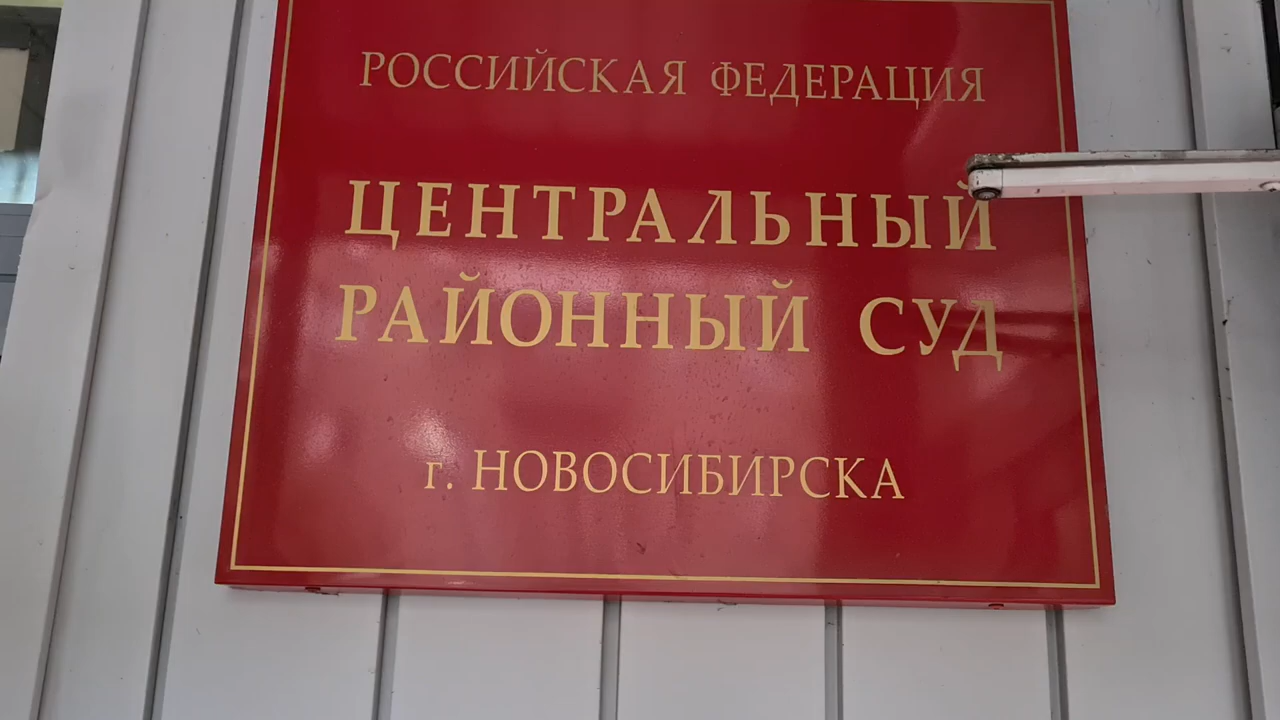 РОССИЙСКАЯ ФЕДЕРАЦИЯ
ЦЕНТРАЛЬНЫЙ
РАЙОННЫЙ СУД
г. НОВОСИБИРСКА